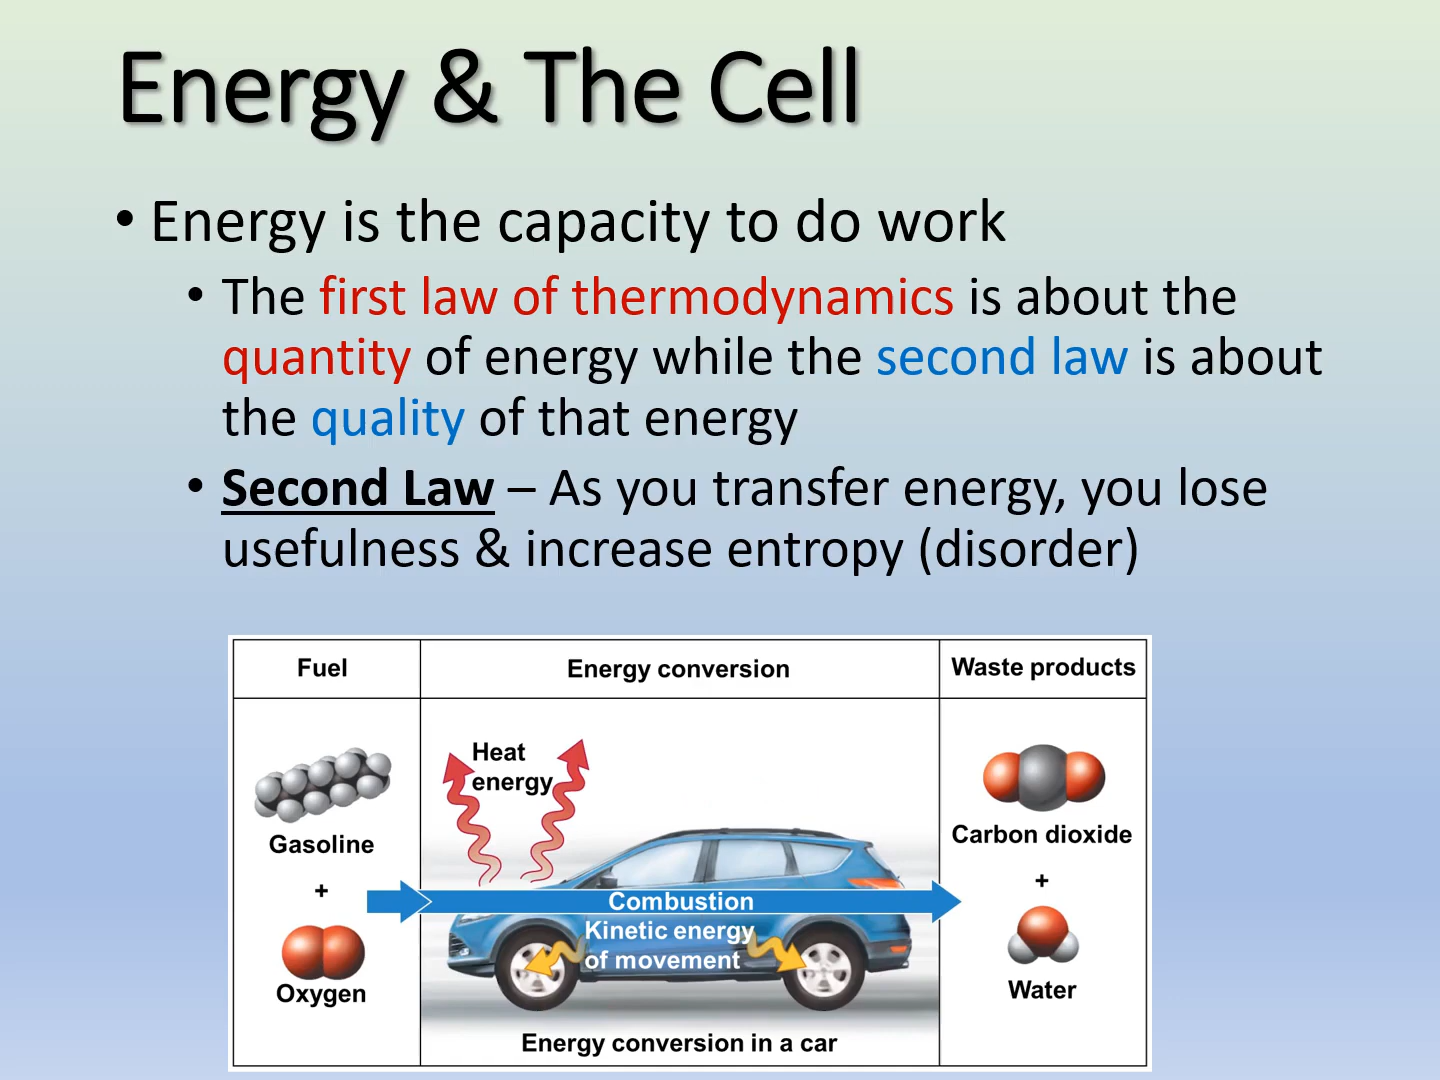 Energy & The Cell
• Energy is the capacity to do work
• The first law of thermodynamics is about the
quantity of energy while the second law is about
the quality of that energy
• Second Law – As you transfer energy, you lose
usefulness & increase entropy (disorder)
Fuel
Energy conversion
Waste products
Gasoline
+
Oxygen
Heat
energy
Combustion
Kinetic energy
of movement
Energy conversion in a car
Carbon dioxide
+
Water